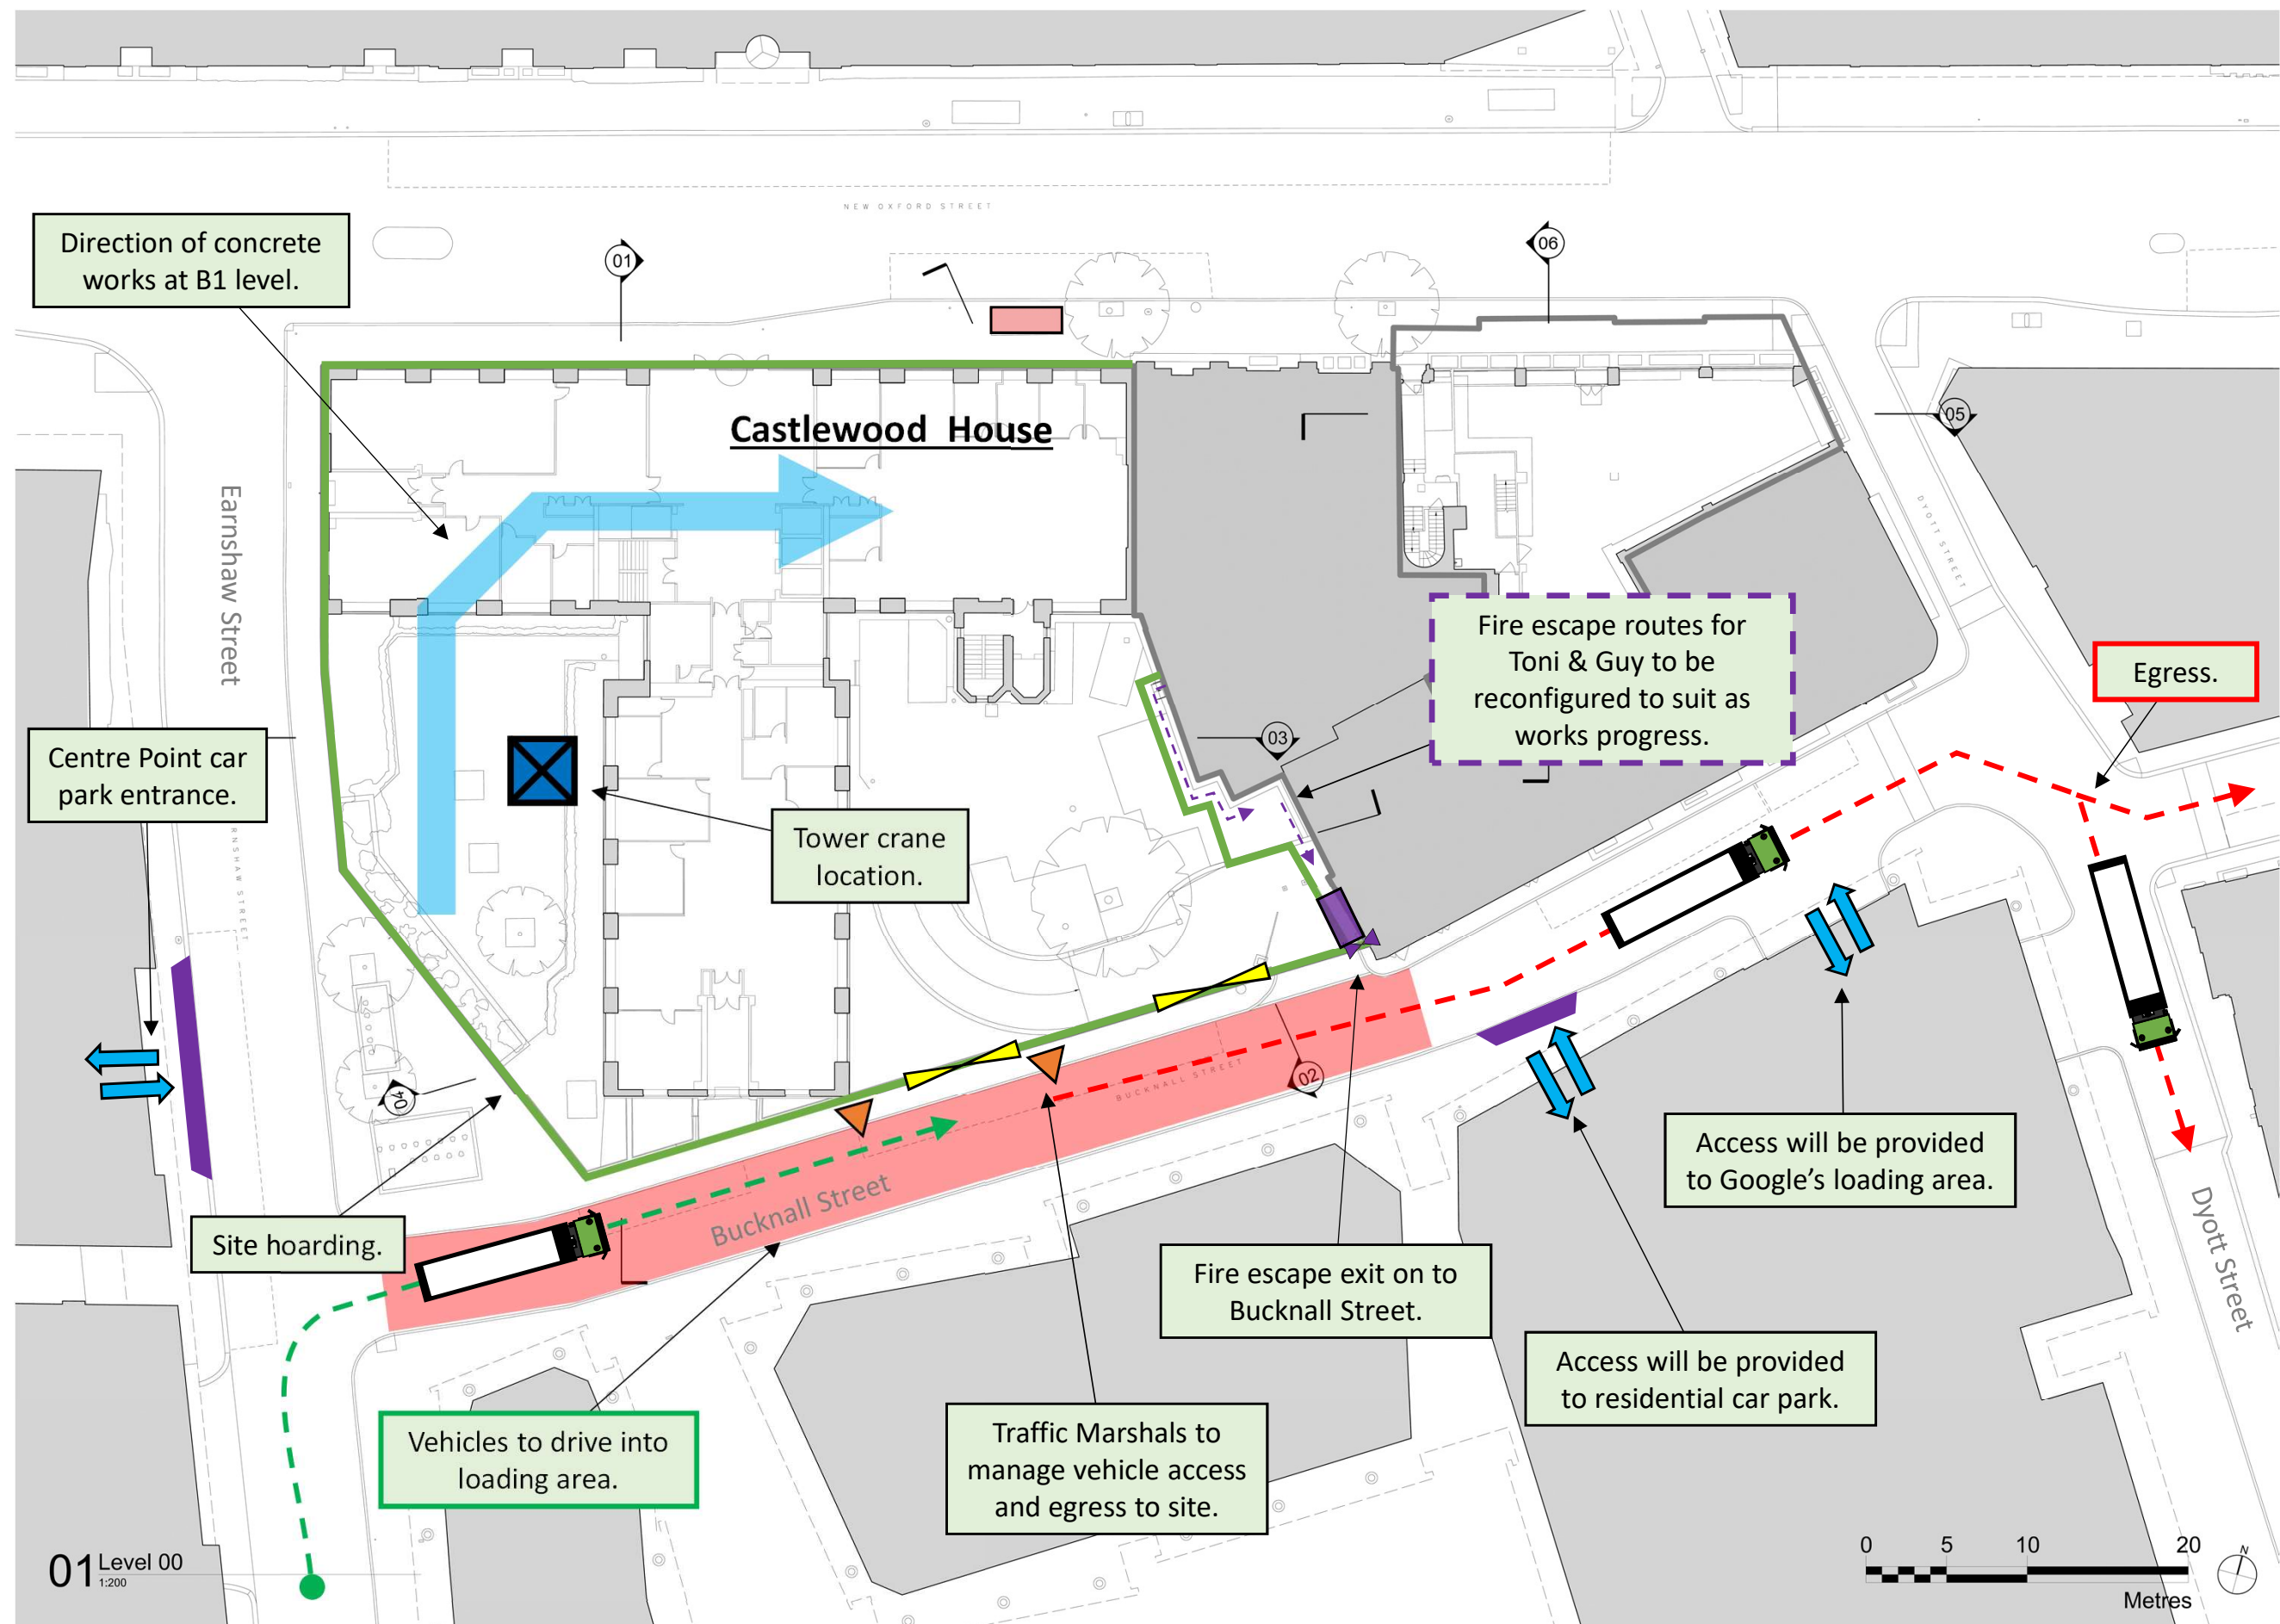 NEW OXFORD STREET
Direction of concrete
works at B1 level.
01
06
05
Castlewood  House
Earnshaw Street
DYOTT STREET
Fire escape routes for
Toni & Guy to be
reconfigured to suit as
works progress.
Egress.
03
Centre Point car
park entrance.
Tower crane
location.
RNSHAW STREET
04
02
BUCKNALL STREET
Bucknall Street
Site hoarding.
Access will be provided
to Google’s loading area.
Dyott Street
Fire escape exit on to
Bucknall Street.
Access will be provided
to residential car park.
Vehicles to drive into
loading area.
Traffic Marshals to
manage vehicle access
and egress to site.
01 Level 00
1:200
0 5 10 20
Metres
N